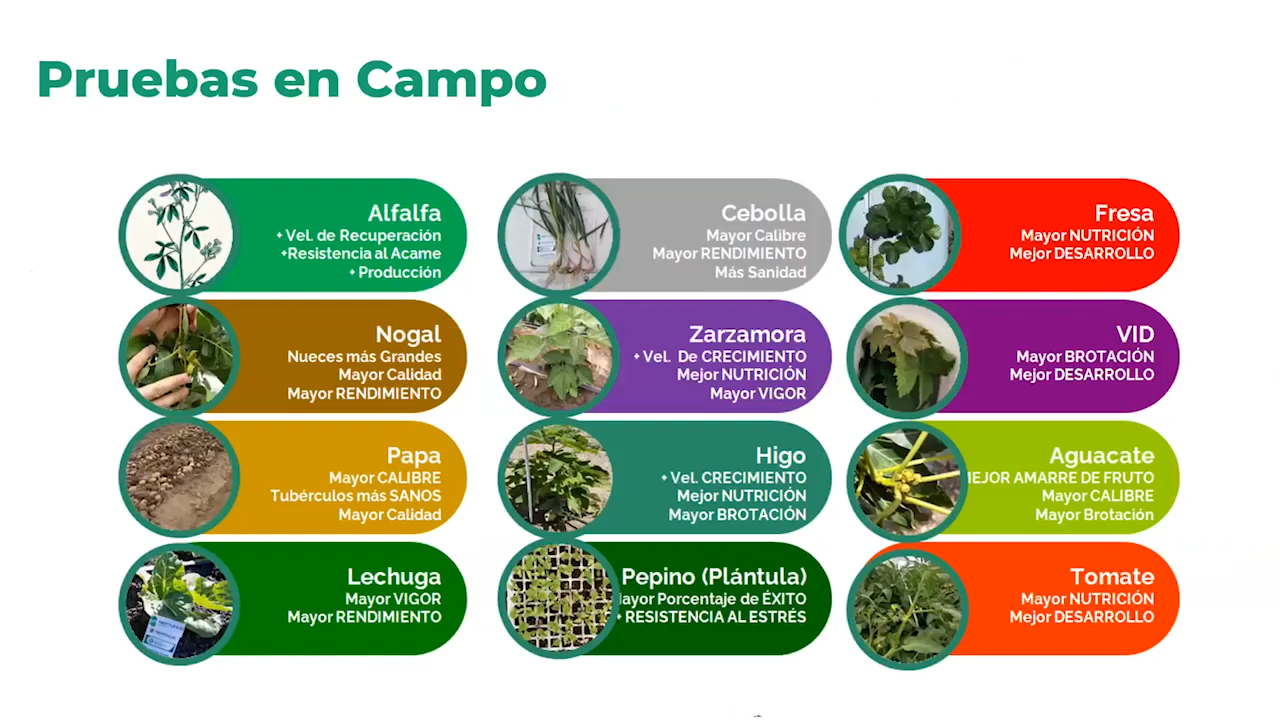 Pruebas en Campo
Alfalfa
+ Vel. de Recuperación
+Resistencia al Acame
+ Producción
Cebolla
Mayor Calibre
Mayor RENDIMIENTO
Más Sanidad
Fresa
Mayor NUTRICIÓN
Mejor DESARROLLO
Nogal
Nueces más Grandes
Mayor Calidad
Mayor RENDIMIENTO
Zarzamora
+ Vel. De CRECIMIENTO
Mejor NUTRICIÓN
Mayor VIGOR
VID
Mayor BROTACIÓN
Mejor DESARROLLO
Papa
Mayor CALIBRE
Tubérculos más SANOS
Mayor Calidad
Higo
+ Vel. CRECIMIENTO
Mejor NUTRICIÓN
Mayor BROTACIÓN
Aguacate
EJOR AMARRE DE FRUTO
Mayor CALIBRE
Mayor Brotación
Lechuga
Mayor VIGOR
Mayor RENDIMIENTO
Pepino (Plántula)
ayor Porcentaje de ÉXITO
+ RESISTENCIA AL ESTRÉS
Tomate
Mayor NUTRICIÓN
Mejor DESARROLLO